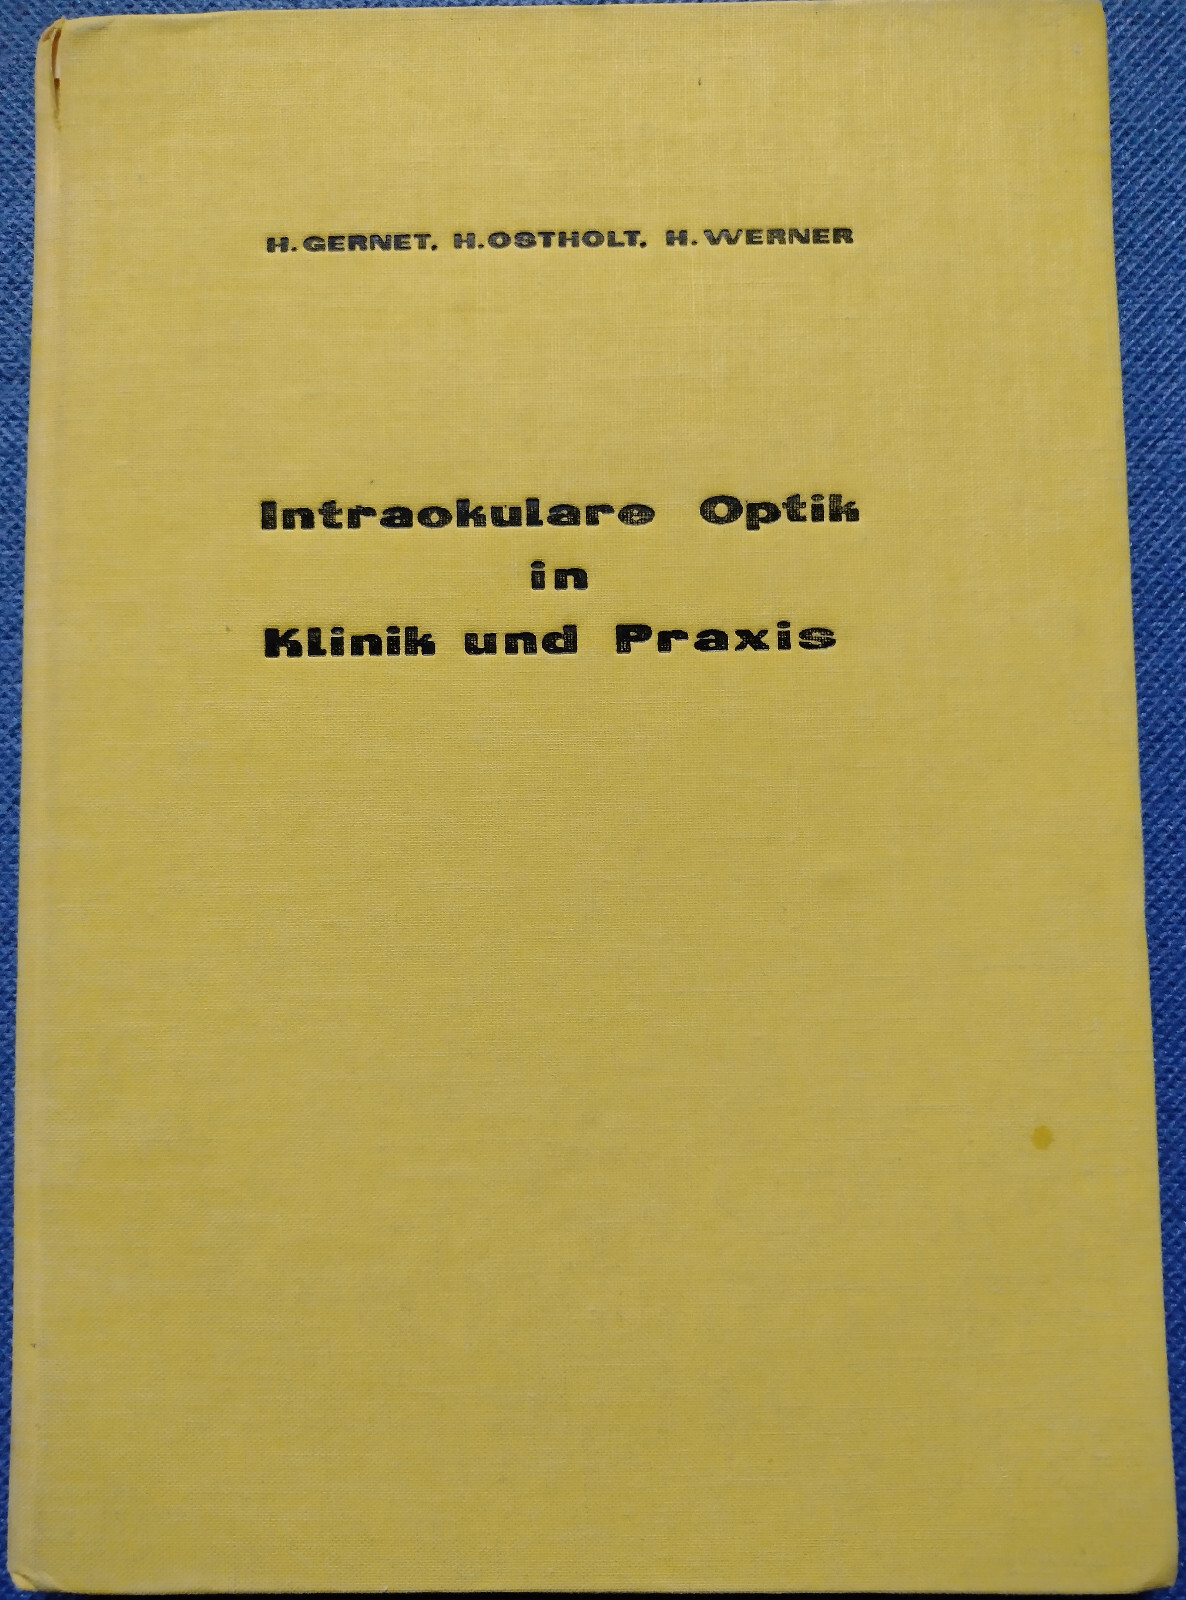 H. GERNET, H. OSTHOLT, H. WERNER
Intraokulare Optik
in
Klinik und Praxis